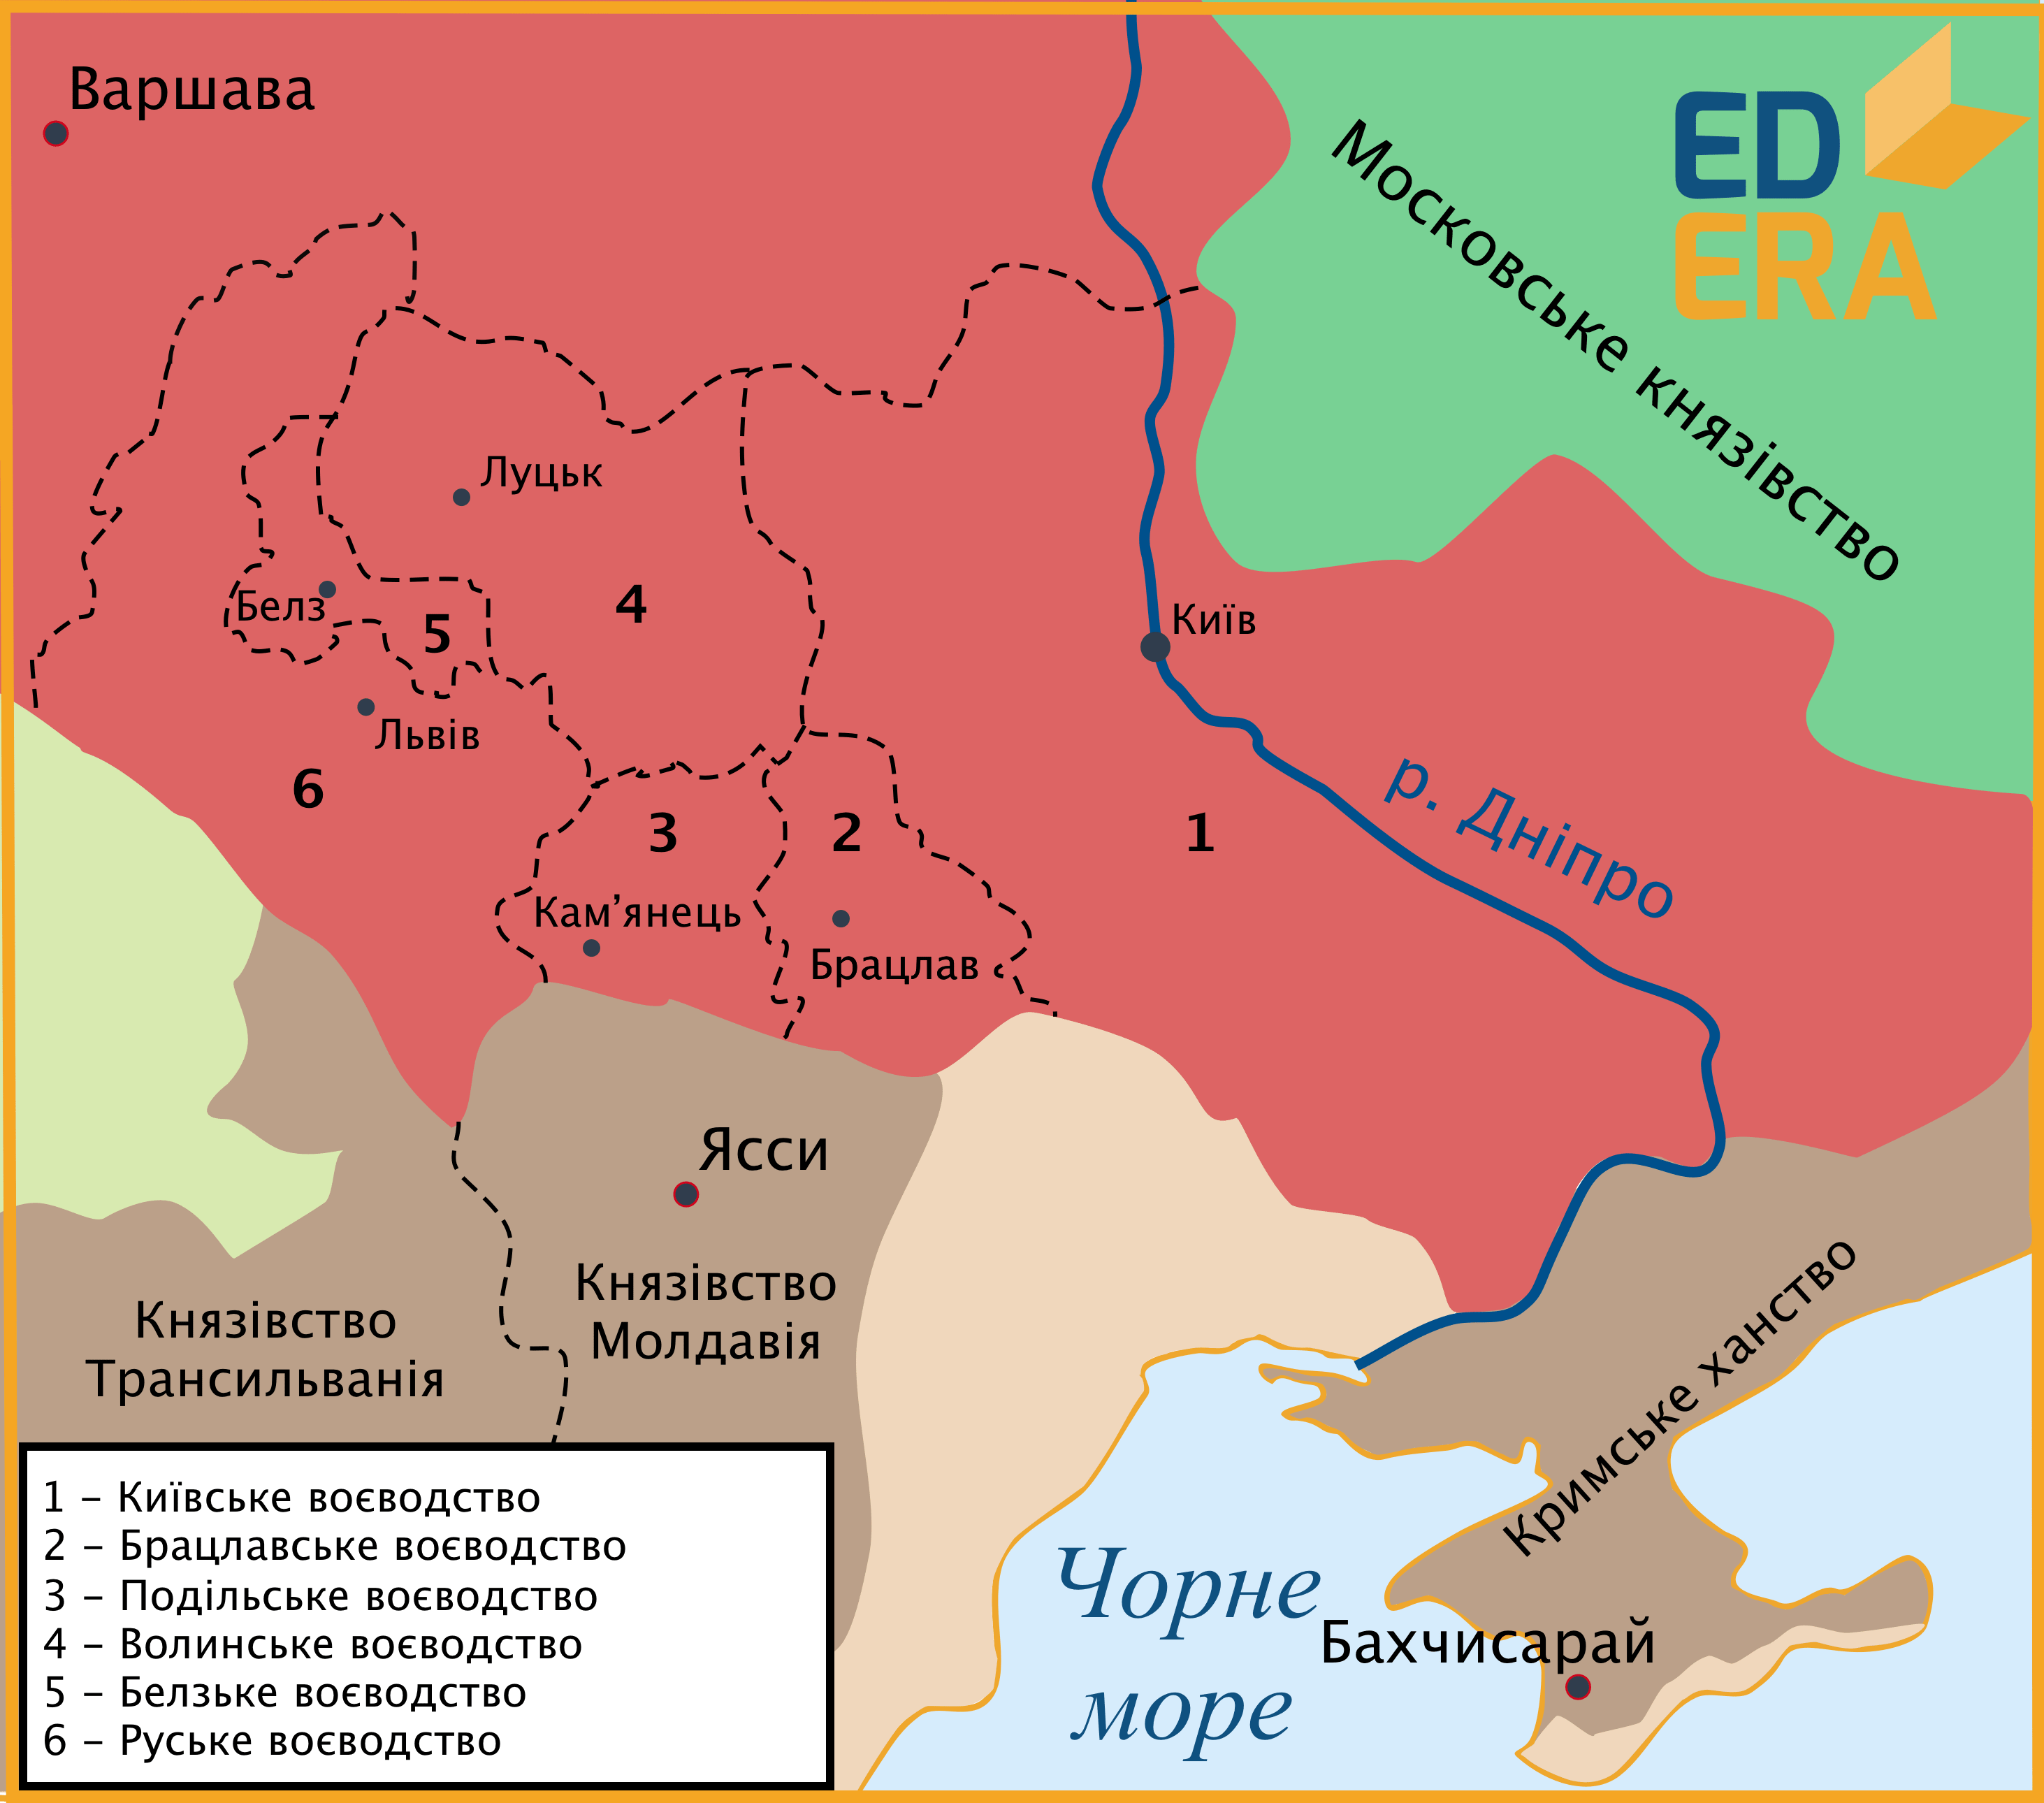 Варшава
ED
ERA
Московське князівство
Луцьк
4
Белз
5
Київ
Львів
6
р. Дніпро
3
2
1
Кам’янець
Брацлав
Ясси
Князівство
Молдавія
Князівство
Трансильванія
Кримське ханство
Чорне
море
Бахчисарай
1 – Київське воєводство
2 – Брацлавське воєводство
3 – Подільське воєводство
4 – Волинське воєводство
5 – Белзьке воєводство
6 – Руське воєводство